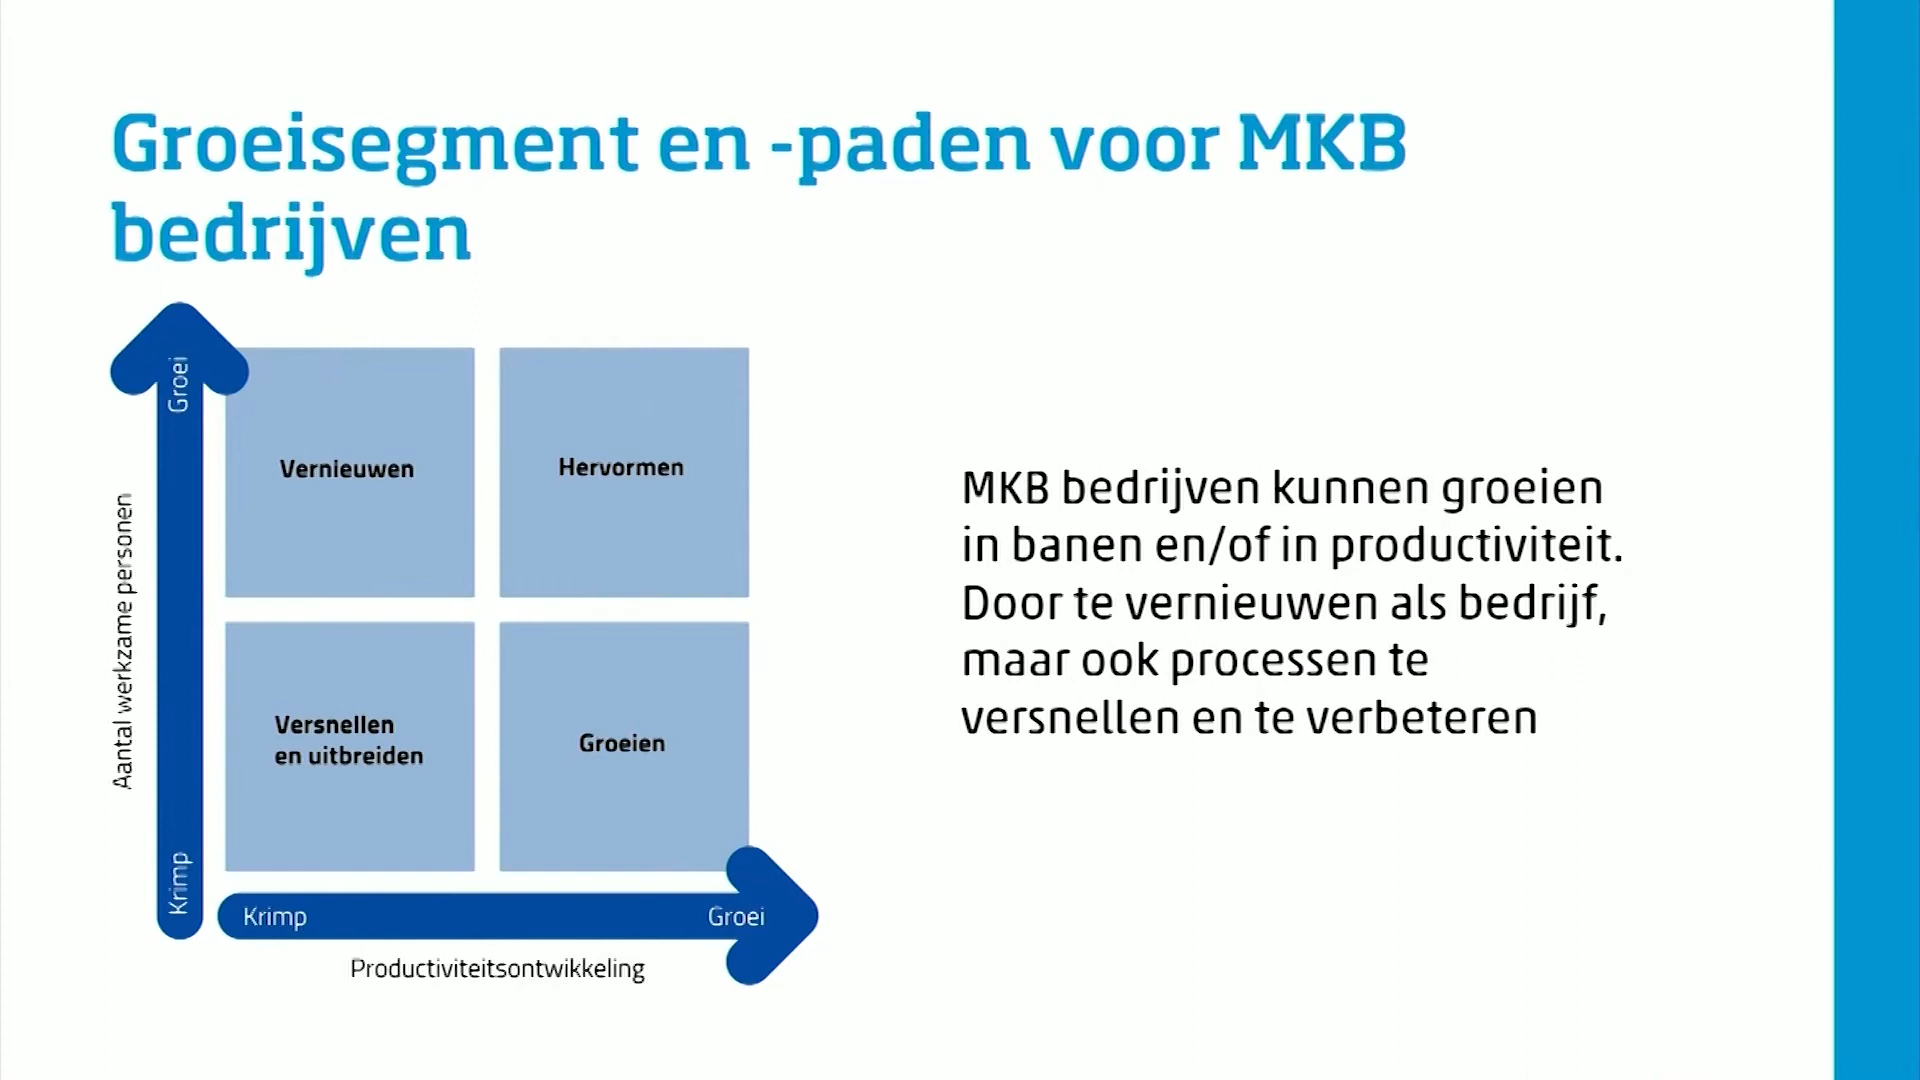 Groeisegment en -paden voor MKB
bedrijven
Groei
Aantal werkzame personen
Krimp
Vernieuwen
Hervormen
Versnellen
en uitbreiden
Groeien
Krimp
Groei
Productiviteitsontwikkeling
MKB bedrijven kunnen groeien
in banen en/of in productiviteit.
Door te vernieuwen als bedrijf,
maar ook processen te
versnellen en te verbeteren